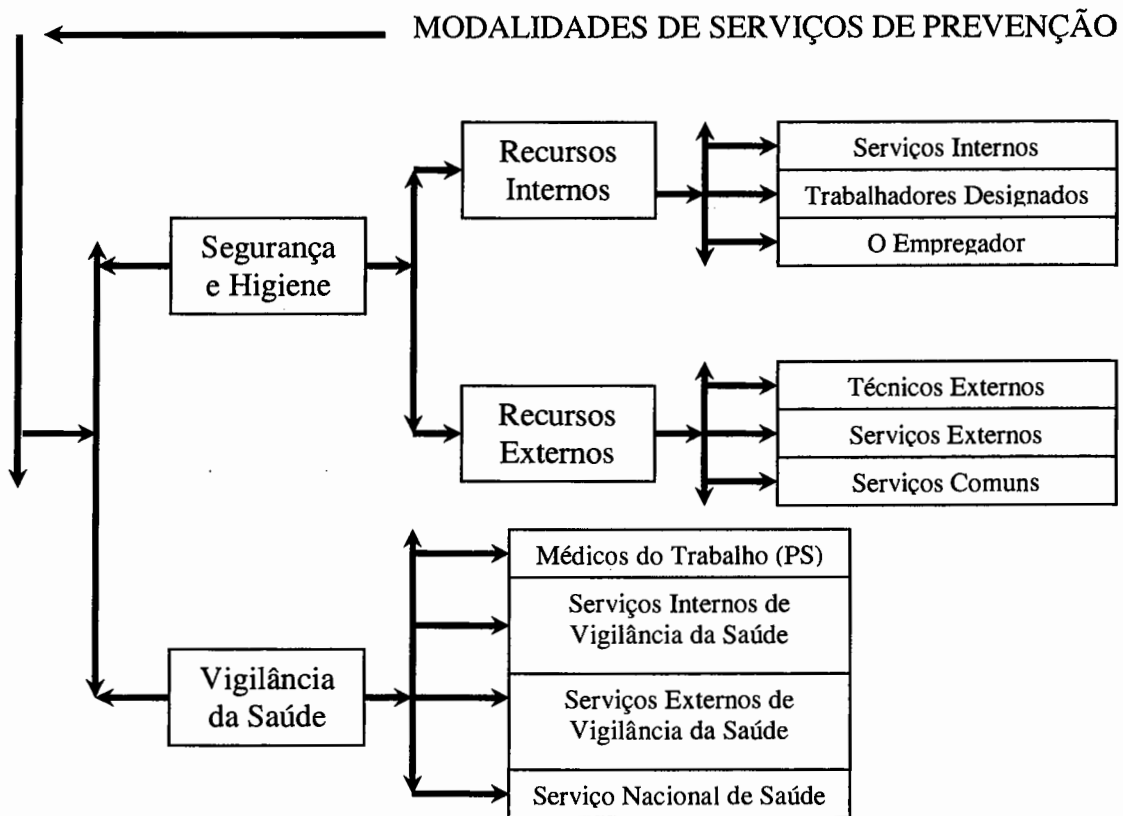 MODALIDADES DE SERVIÇOS DE PREVENÇÃO
Recursos
Internos
Serviços Internos
Trabalhadores Designados
O Empregador
Segurança
e Higiene
Recursos
Externos
Técnicos Externos
Serviços Externos
Serviços Comuns
Médicos do Trabalho (PS)
Serviços Internos de
Vigilância da Saúde
Vigilância
da Saúde
Serviços Externos de
Vigilância da Saúde
Serviço Nacional de Saúde